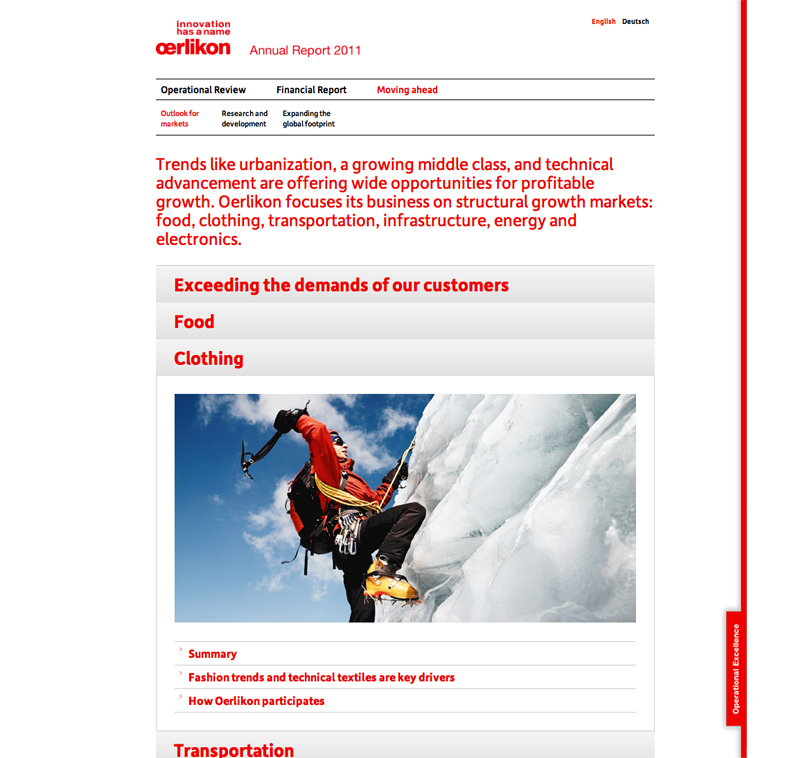 innovation
has a name
œrlikon
Annual Report 2011
English Deutsch
Operational Review Financial Report Moving ahead
Outlook for markets
Research and development
Expanding the global footprint
Trends like urbanization, a growing middle class, and technical
advancement are offering wide opportunities for profitable
growth. Oerlikon focuses its business on structural growth markets:
food, clothing, transportation, infrastructure, energy and
electronics.
Exceeding the demands of our customers
Food
Clothing
Summary
Fashion trends and technical textiles are key drivers
How Oerlikon participates
Operational Excellence
Transportation